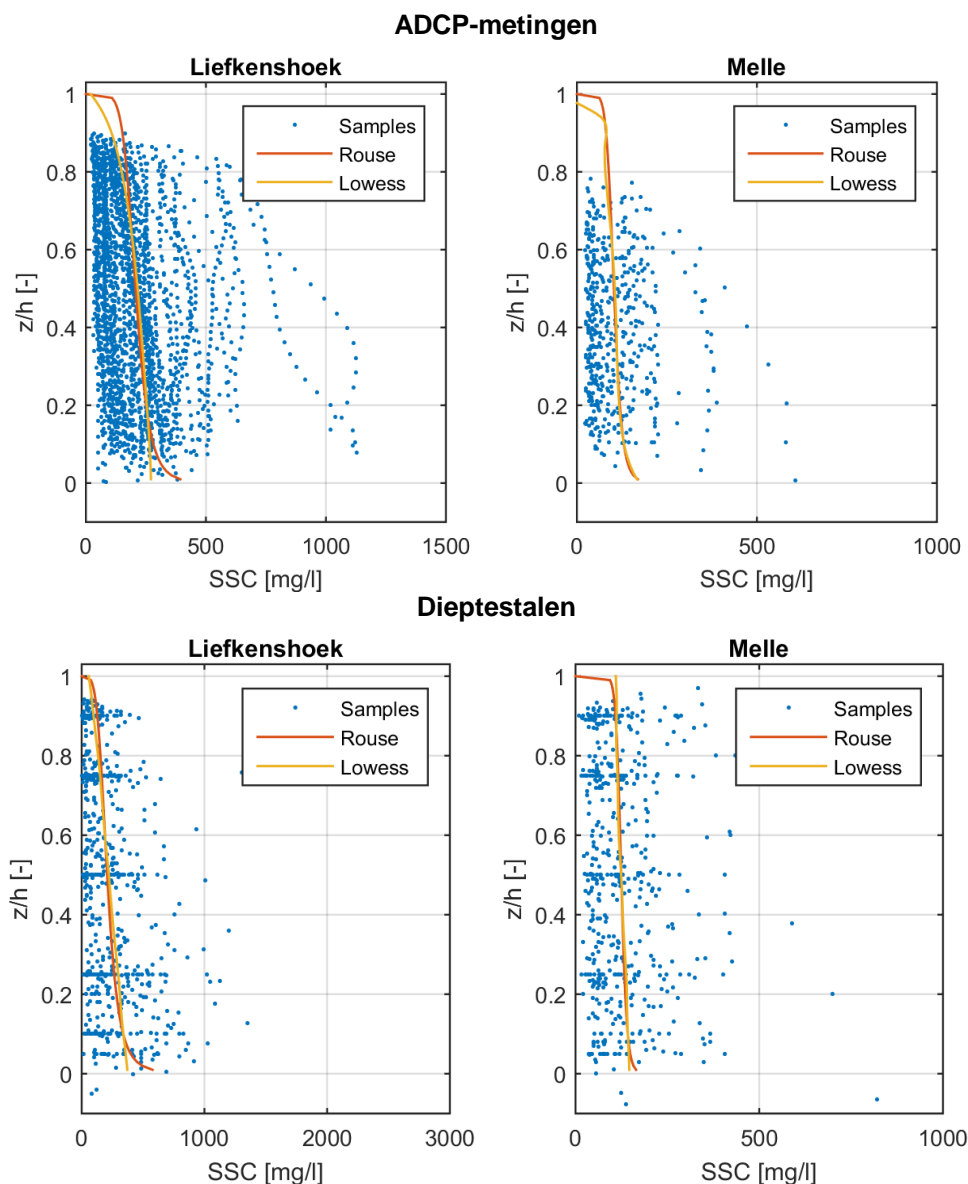 ADCP-metingen
Liefkenshoek
Samples
Rouse
Lowess
1
0.8
0.6
0.4
0.2
0
z/h [-]
0 500 1000 1500
SSC [mg/l]
Melle
Samples
Rouse
Lowess
1
0.8
0.6
0.4
0.2
0
z/h [-]
0 500 1000
SSC [mg/l]
Dieptestalen
Liefkenshoek
Samples
Rouse
Lowess
1
0.8
0.6
0.4
0.2
0
z/h [-]
0 1000 2000 3000
SSC [mg/l]
Melle
Samples
Rouse
Lowess
1
0.8
0.6
0.4
0.2
0
z/h [-]
0 500 1000
SSC [mg/l]